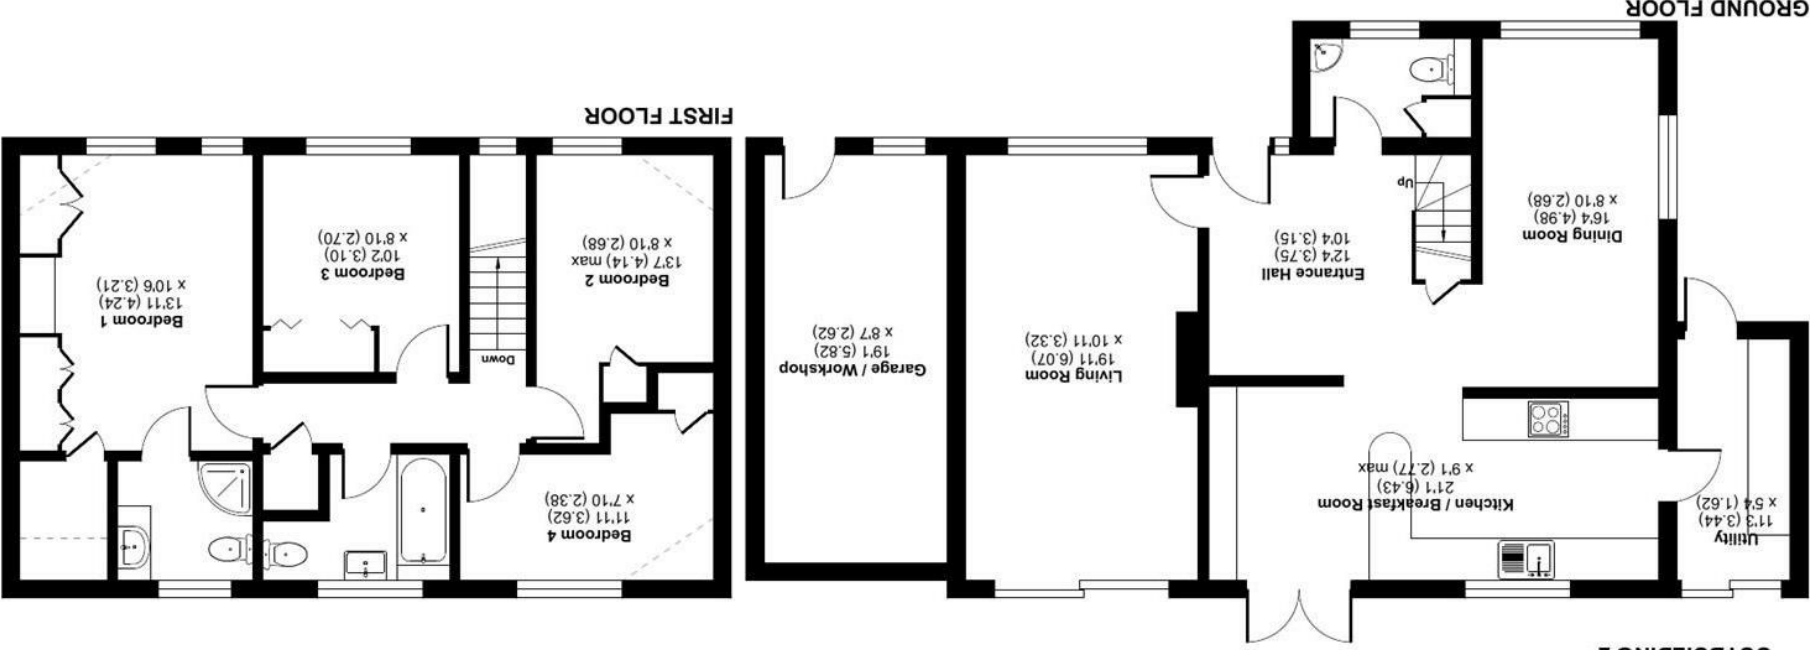 Utility
11'3 (3.44)
x 5'4 (1.62)
Kitchen / Breakfast Room
21'1 (6.43)
x 9'1 (2.77) max
Dining Room
16'4 (4.98)
x 8'10 (2.68)
Entrance Hall
12'4 (3.75)
10'4 (3.15)
Up
Living Room
19'11 (6.07)
x 10'11 (3.32)
Garage / Workshop
19'1 (5.82)
x 8'7 (2.62)
GROUND FLOOR
Bedroom 4
11'11 (3.62)
x 7'10 (2.38)
Down
Bedroom 2
13'7 (4.14) max
x 8'10 (2.68)
Bedroom 3
10'2 (3.10)
x 8'10 (2.70)
Bedroom 1
13'11 (4.24)
x 10'6 (3.21)
FIRST FLOOR